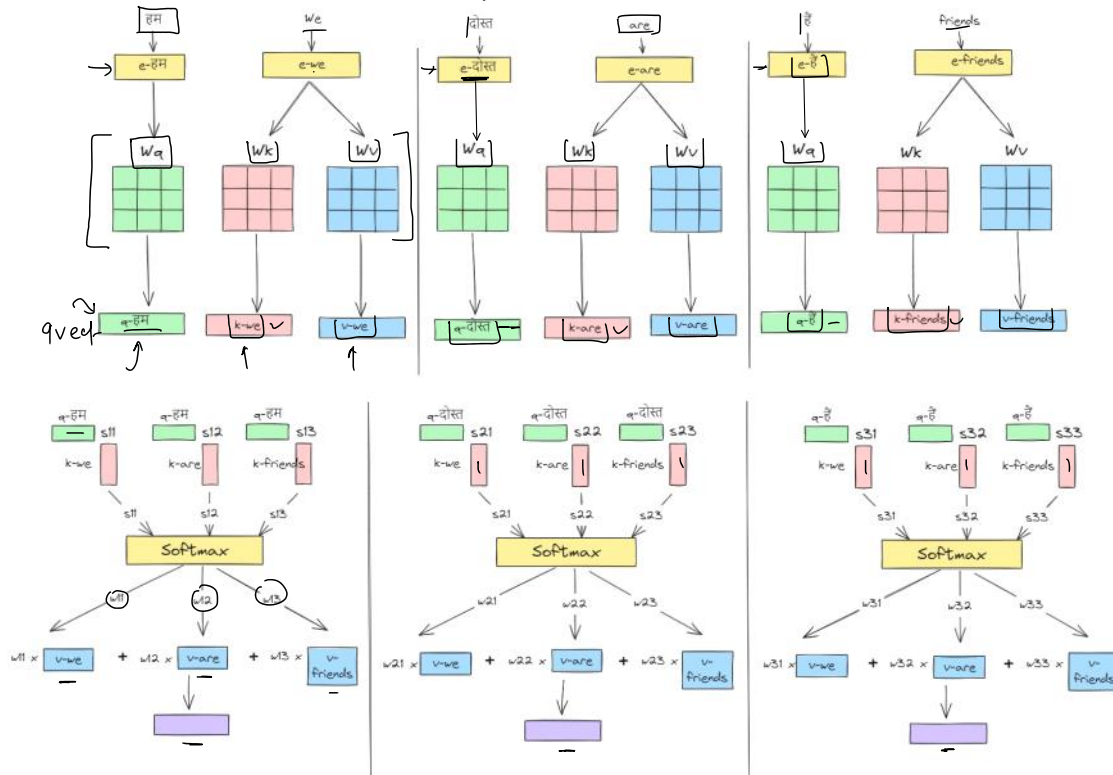 हम we दोस्त are हैं friends
e-हम e-we e-दोस्त e-are e-हैं e-friends
Wq Wk Wv Wq Wk Wv Wq Wk Wv
qvec q-हम k-we v-we q-दोस्त k-are v-are q-हैं k-friends v-friends
q-हम q-हम q-हम q-दोस्त q-दोस्त q-दोस्त q-हैं q-हैं q-हैं
s11 s12 s13 s21 s22 s23 s31 s32 s33
k-we k-are k-friends k-we k-are k-friends k-we k-are k-friends
s11 s12 s13 s21 s22 s23 s31 s32 s33
Softmax Softmax Softmax
w11 w12 w13 w21 w22 w23 w31 w32 w33
w11 × v-we + w12 × v-are + w13 × v-friends w21 × v-we + w22 × v-are + w23 × v-friends w31 × v-we + w32 × v-are + w33 × v-friends